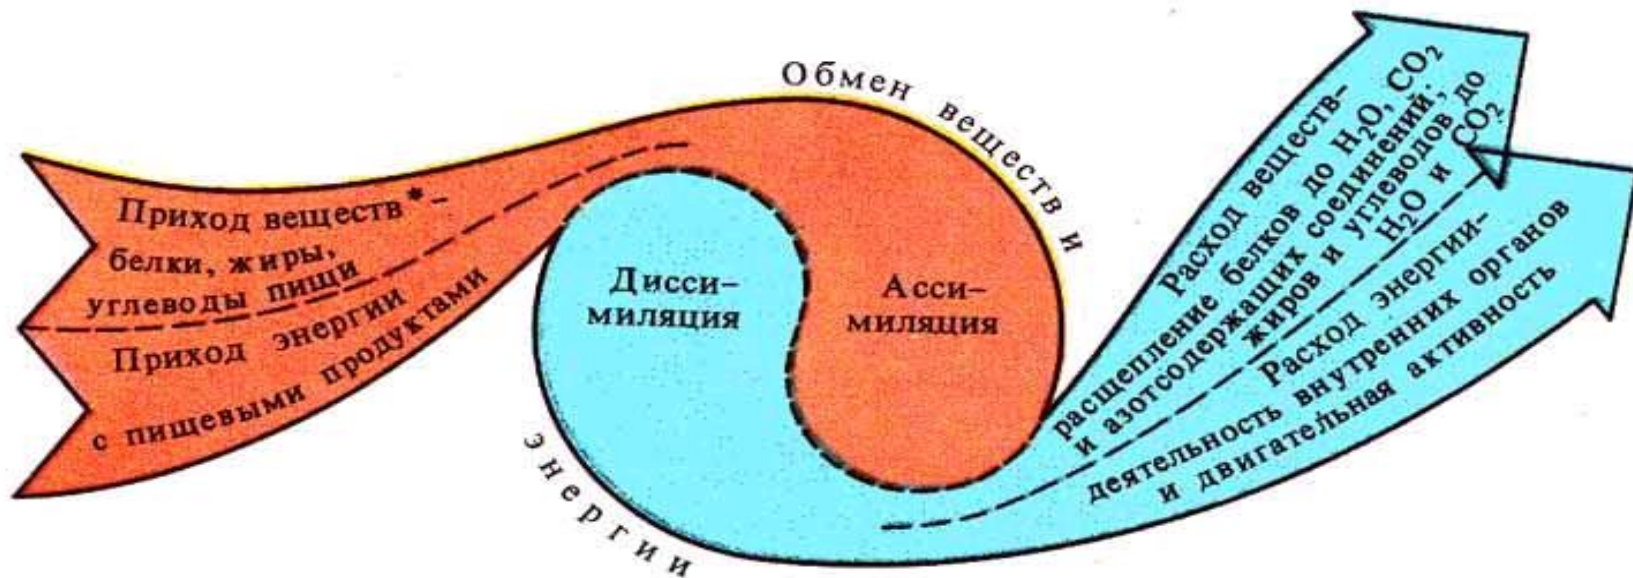 Обмен веществ и
энергии
Приход веществ* –
белки, жиры,
углеводы пищи
Приход энергии
с пищевыми продуктами
Дисси–
миляция
Асси–
миляция
Расход веществ–
расщепление белков до H₂O, CO₂
и азотсодержащих соединений;
жиров и углеводов до
H₂O и CO₂
Расход энергии–
деятельность внутренних органов
и двигательная активность